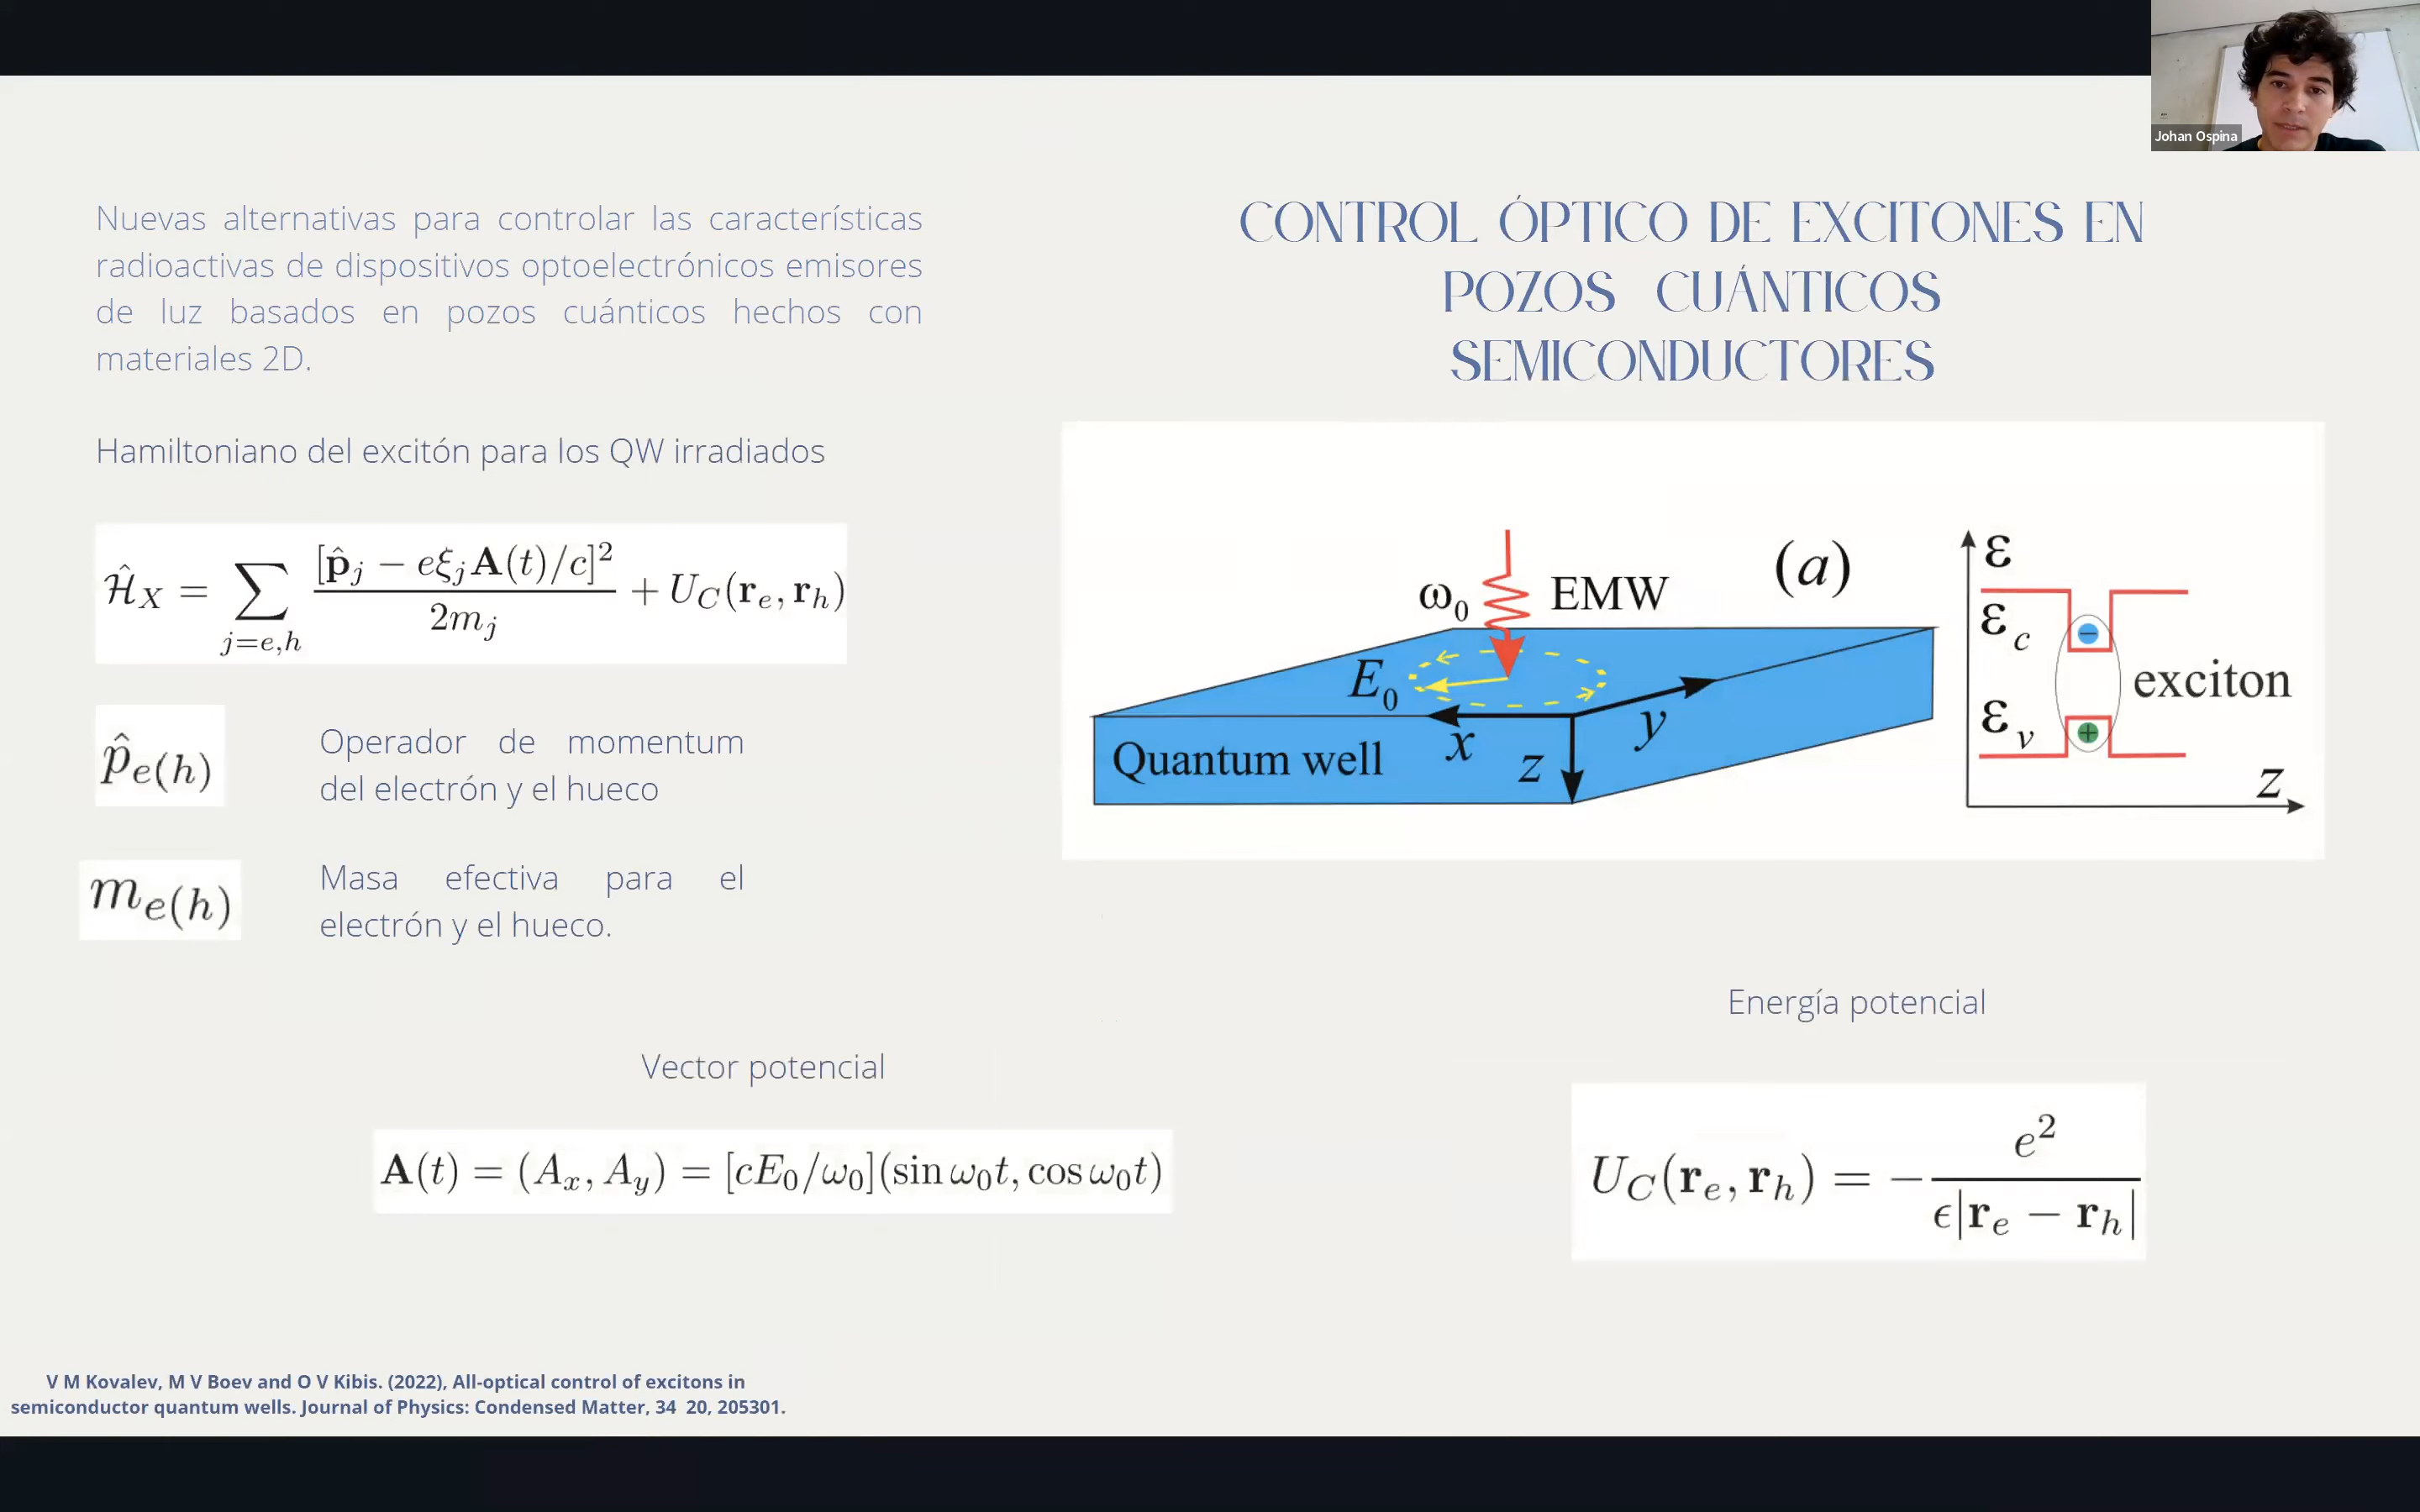 Johan Ospina
CONTROL ÓPTICO DE EXCITONES EN
POZOS CUÁNTICOS
SEMICONDUCTORES
Nuevas alternativas para controlar las características
radioactivas de dispositivos optoelectrónicos emisores
de luz basados en pozos cuánticos hechos con
materiales 2D.
Hamiltoniano del excitón para los QW irradiados
$\hat{\mathcal{H}}_X = \sum_{j=e,h} \frac{[\hat{\mathbf{p}}_j - e\xi_j\mathbf{A}(t)/c]^2}{2m_j} + U_C(\mathbf{r}_e, \mathbf{r}_h)$
$\hat{p}_{e(h)}$
Operador de momentum
del electrón y el hueco
$m_{e(h)}$
Masa efectiva para el
electrón y el hueco.
ω₀ EMW
(a)
E₀
Quantum well
x
y
z
ε
ε_c
exciton
ε_v
z
Vector potencial
$\mathbf{A}(t) = (A_x, A_y) = [cE_0/\omega_0](\sin\omega_0 t, \cos\omega_0 t)$
Energía potencial
$U_C(\mathbf{r}_e, \mathbf{r}_h) = -\frac{e^2}{\epsilon|\mathbf{r}_e - \mathbf{r}_h|}$
V M Kovalev, M V Boev and O V Kibis. (2022), All-optical control of excitons in
semiconductor quantum wells. Journal of Physics: Condensed Matter, 34 20, 205301.